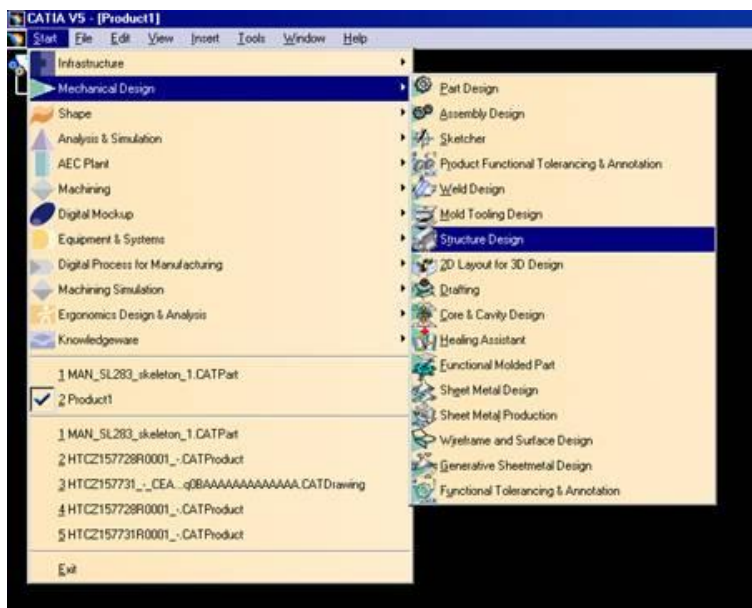 CATIA V5 - [Product1]
Start File Edit View Insert Tools Window Help
Infrastructure
Mechanical Design
Shape
Analysis & Simulation
AEC Plant
Machining
Digital Mockup
Equipment & Systems
Digital Process for Manufacturing
Machining Simulation
Ergonomics Design & Analysis
Knowledgeware
1 MAN_SL283_skeleton_1.CATPart
2 Product1
1 MAN_SL283_skeleton_1.CATPart
2 HTCZ157728R0001_-.CATProduct
3 HTCZ157731_-_CEA...q0BAAAAAAAAAAAAA.CATDrawing
4 HTCZ157728R0001_-.CATProduct
5 HTCZ157731R0001_-.CATProduct
Exit
Part Design
Assembly Design
Sketcher
Product Functional Tolerancing & Annotation
Weld Design
Mold Tooling Design
Structure Design
2D Layout for 3D Design
Drafting
Core & Cavity Design
Healing Assistant
Functional Molded Part
Sheet Metal Design
Sheet Metal Production
Wireframe and Surface Design
Generative Sheetmetal Design
Functional Tolerancing & Annotation